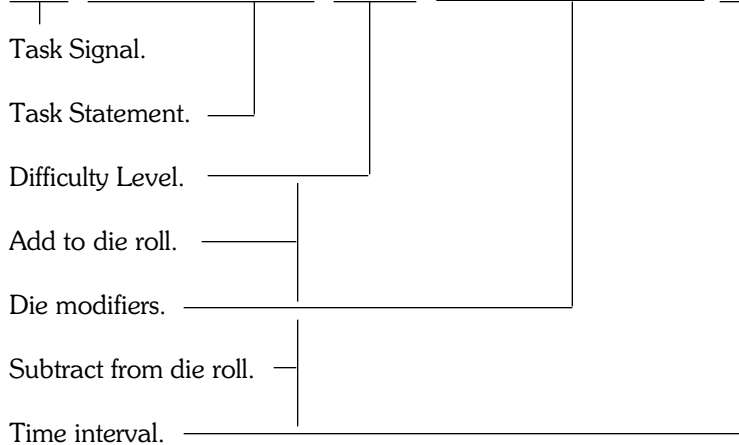 Task Signal.
Task Statement.
Difficulty Level.
Add to die roll.
Die modifiers.
Subtract from die roll.
Time interval.